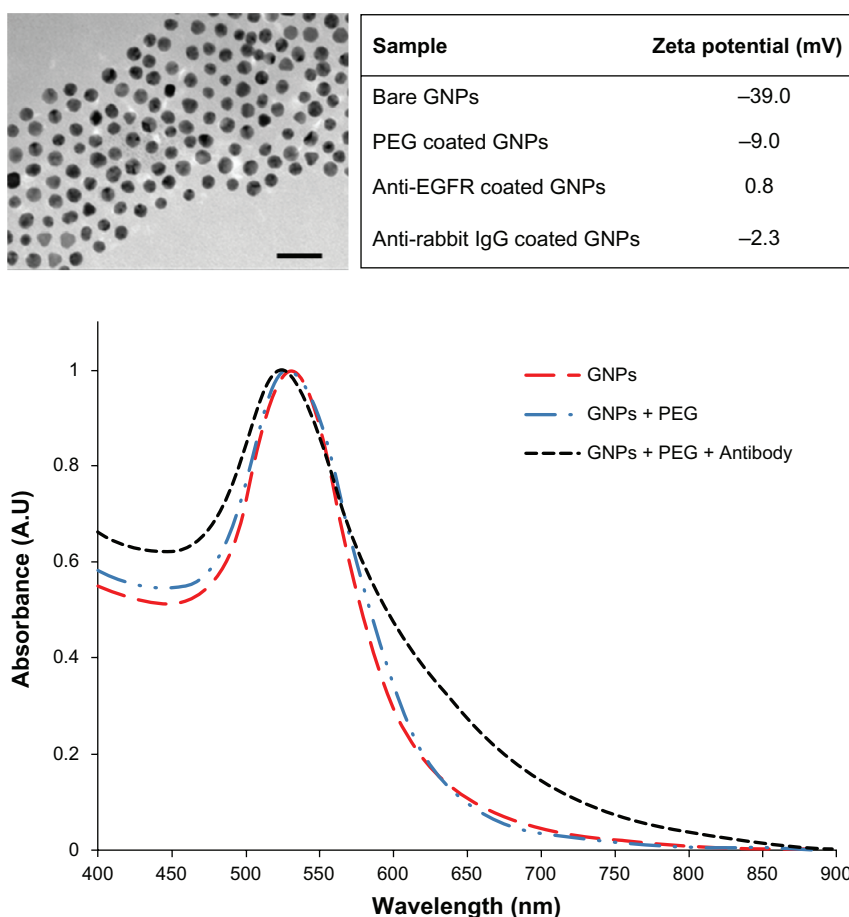 Sample Zeta potential (mV)
Bare GNPs –39.0
PEG coated GNPs –9.0
Anti-EGFR coated GNPs 0.8
Anti-rabbit IgG coated GNPs –2.3
GNPs
GNPs + PEG
GNPs + PEG + Antibody
Absorbance (A.U)
1
0.8
0.6
0.4
0.2
0
400 450 500 550 600 650 700 750 800 850 900
Wavelength (nm)